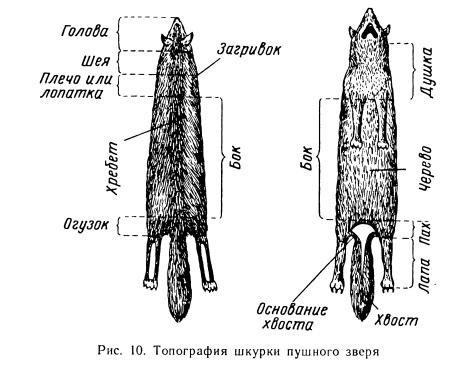 Голова
Шея
Плечо или
лопатка
Хребет
Огузок
Загривок
Бок
Бок
Душка
Черево
Пах
Лапа
Основание
хвоста
Хвост
Рис. 10. Топография шкурки пушного зверя